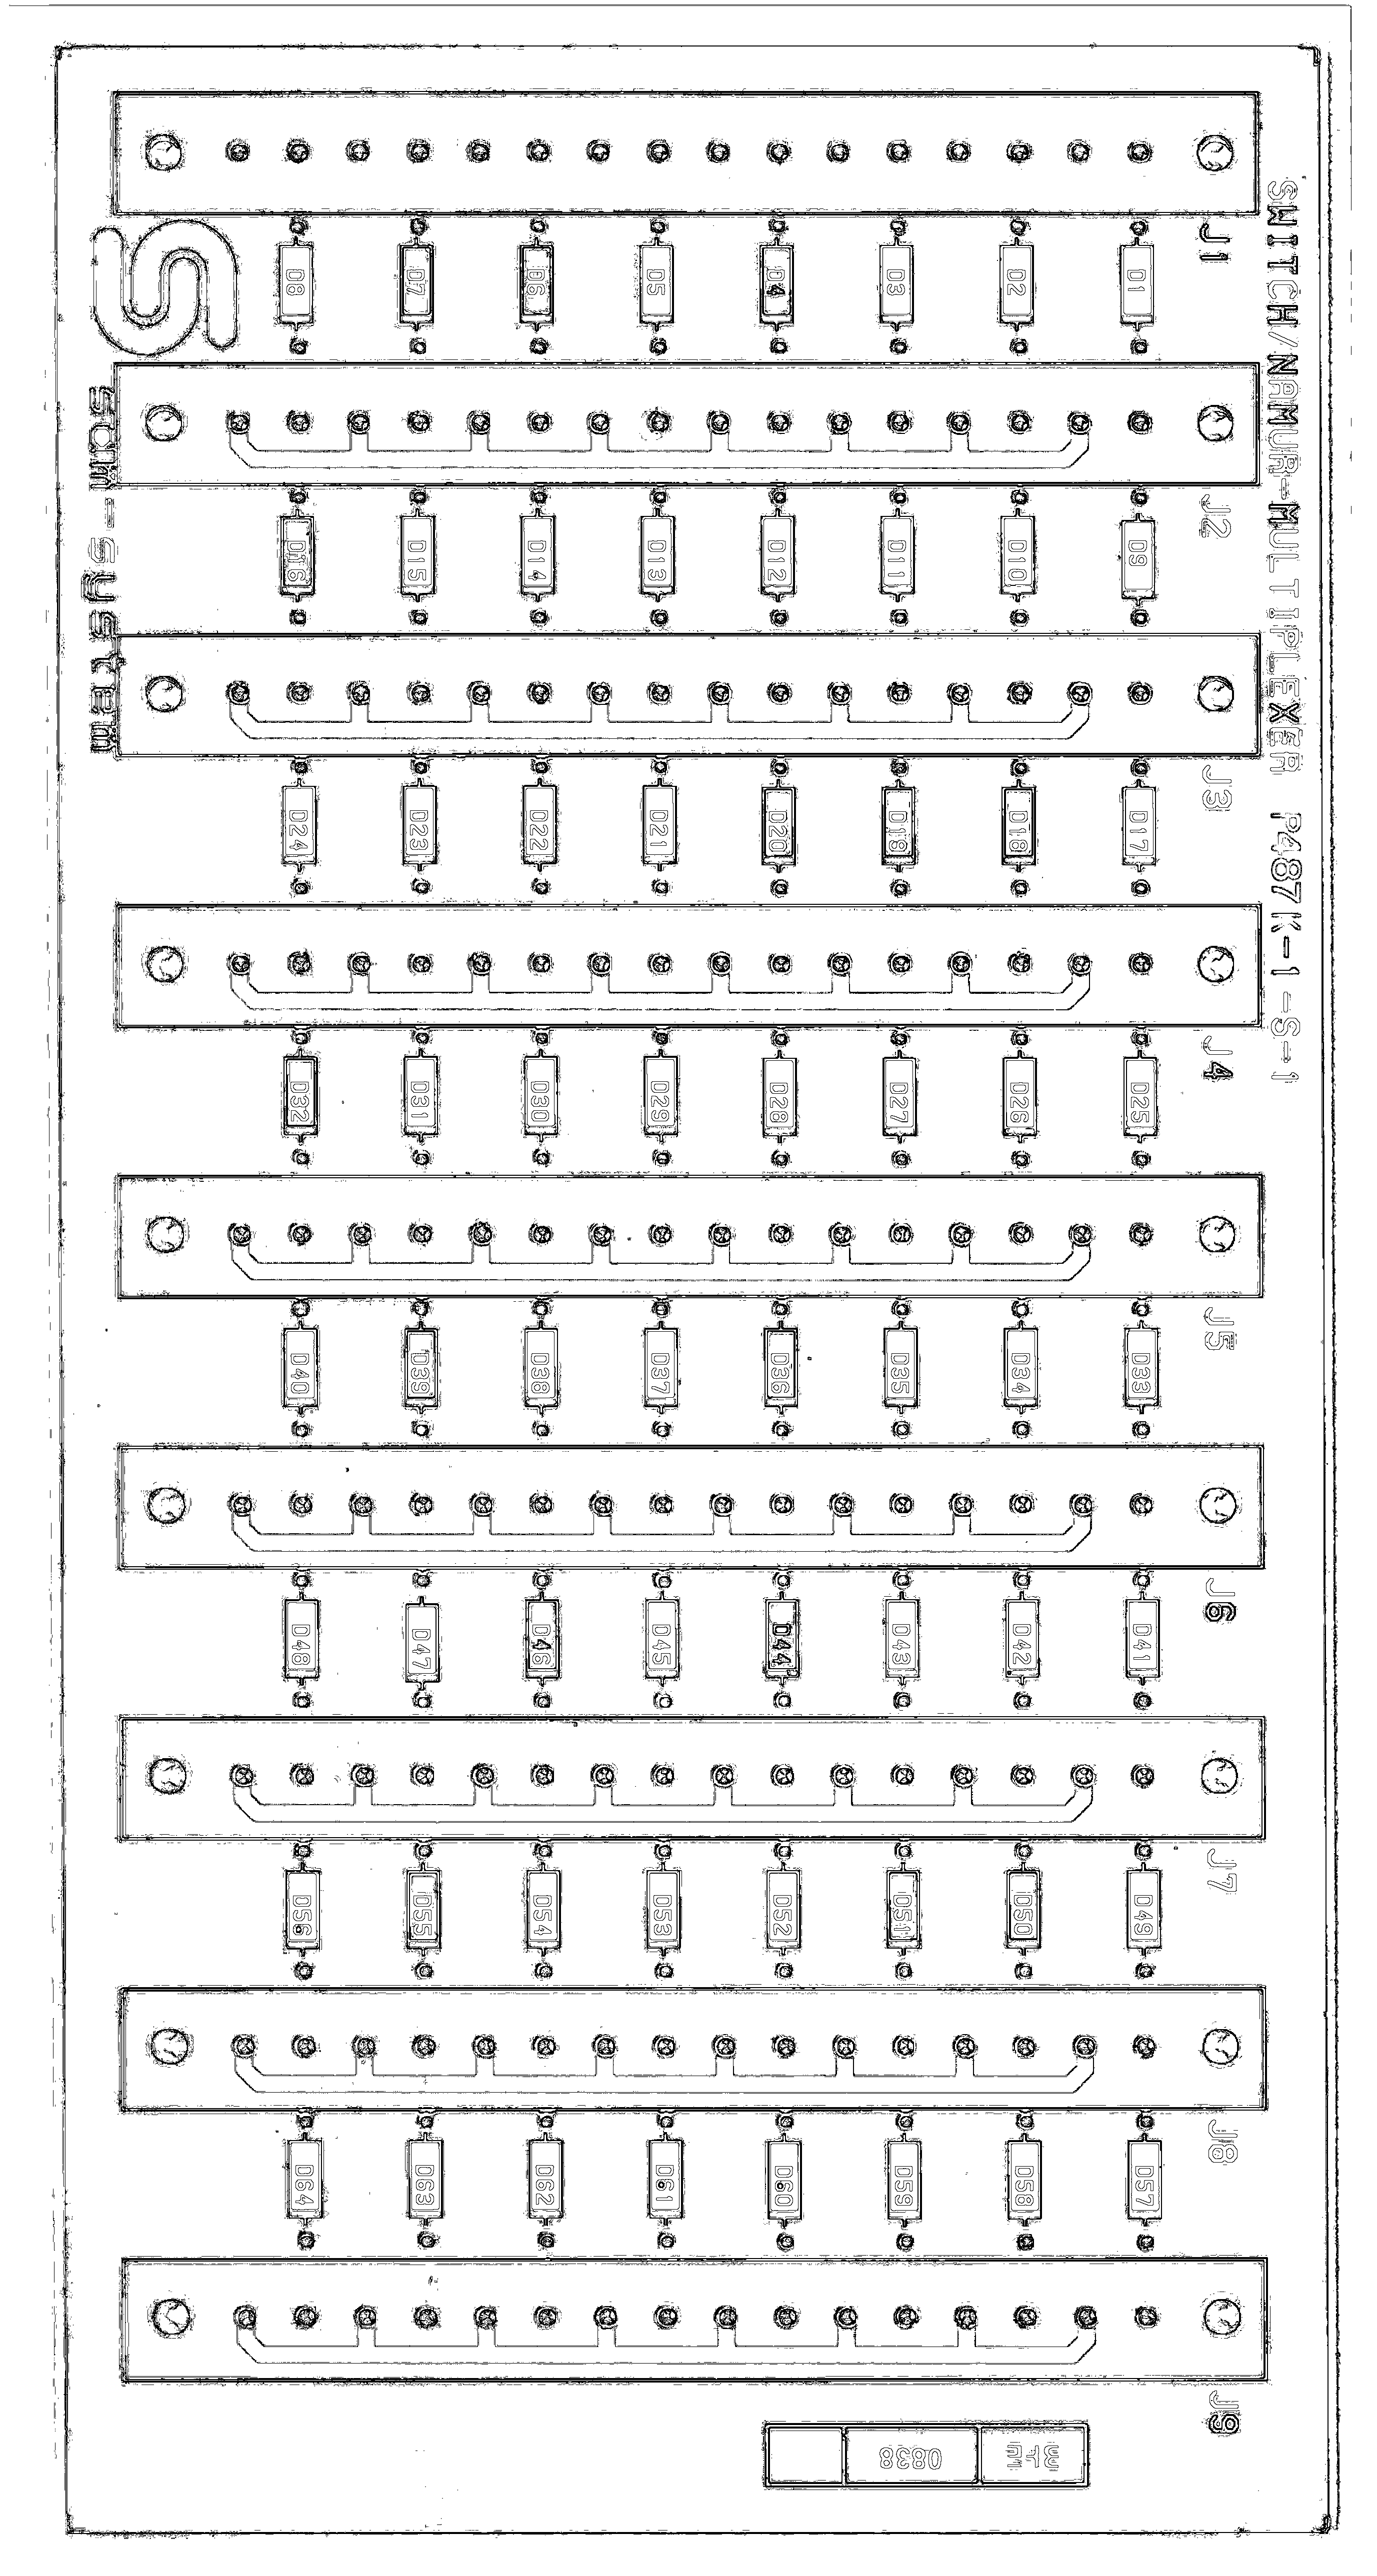 SWITCH/NAMUR-MULTIPLEXER P487K-1-S-1
scm-system
J1
D8 D7 D6 D5 D4 D3 D2 D1
J2
D16 D15 D14 D13 D12 D11 D10 D9
J3
D24 D23 D22 D21 D20 D19 D18 D17
J4
D32 D31 D30 D29 D28 D27 D26 D25
J5
D40 D39 D38 D37 D36 D35 D34 D33
J6
D48 D47 D46 D45 D44 D43 D42 D41
J7
D56 D55 D54 D53 D52 D51 D50 D49
J8
D64 D63 D62 D61 D60 D59 D58 D57
J9
0838